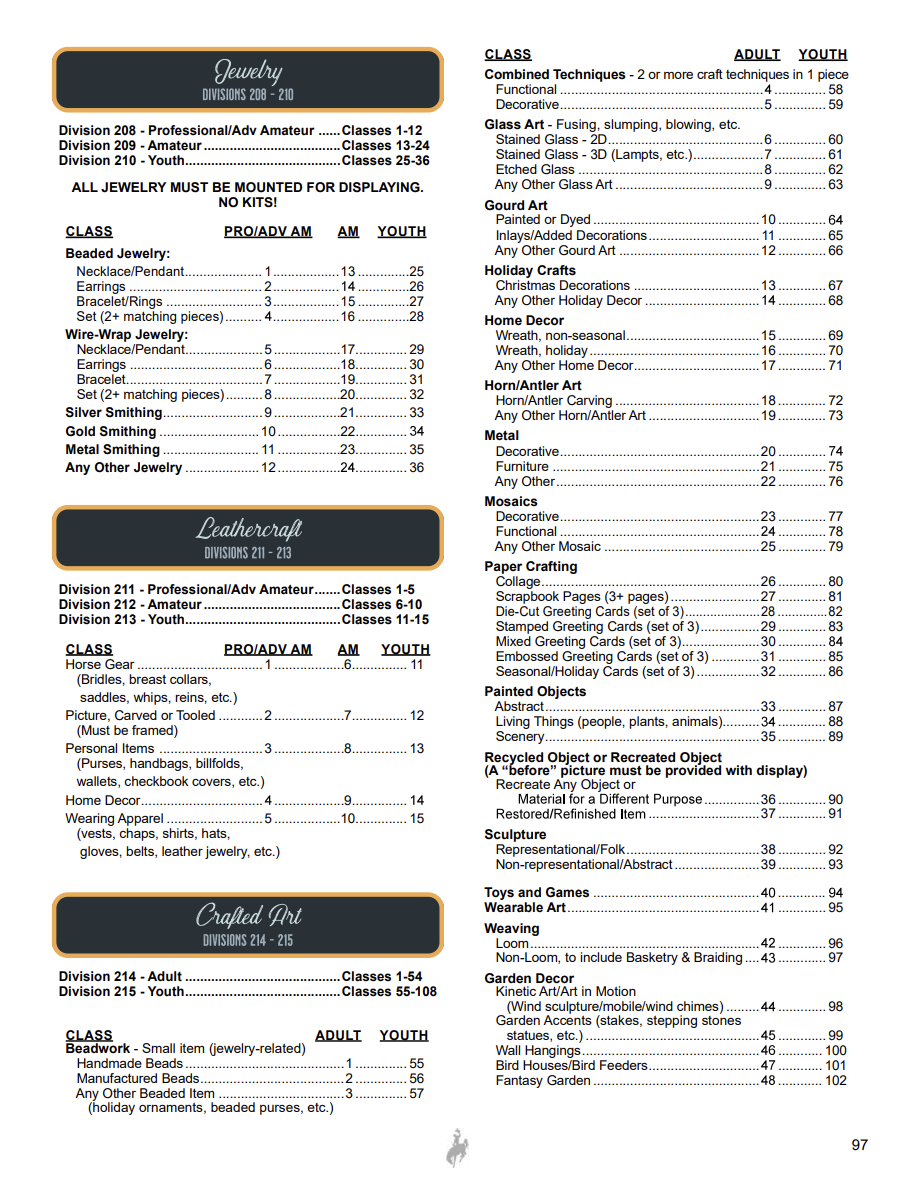 Jewelry
DIVISIONS 208 - 210
Division 208 - Professional/Adv Amateur ......Classes 1-12
Division 209 - Amateur ....................................Classes 13-24
Division 210 - Youth.........................................Classes 25-36
ALL JEWELRY MUST BE MOUNTED FOR DISPLAYING.
NO KITS!
CLASS PRO/ADV AM AM YOUTH
Beaded Jewelry:
Necklace/Pendant..................... 1..................13 ..............25
Earrings .................................... 2..................14 ..............26
Bracelet/Rings .......................... 3..................15 ..............27
Set (2+ matching pieces).......... 4..................16 ..............28
Wire-Wrap Jewelry:
Necklace/Pendant.....................5 ..................17.............. 29
Earrings ....................................6 ..................18.............. 30
Bracelet.....................................7 ..................19.............. 31
Set (2+ matching pieces)..........8 ..................20.............. 32
Silver Smithing...........................9 ..................21.............. 33
Gold Smithing ...........................10 .................22.............. 34
Metal Smithing ..........................11 .................23.............. 35
Any Other Jewelry ....................12 .................24.............. 36
Leathercraft
DIVISIONS 211 - 213
Division 211 - Professional/Adv Amateur.......Classes 1-5
Division 212 - Amateur ....................................Classes 6-10
Division 213 - Youth.........................................Classes 11-15
CLASS PRO/ADV AM AM YOUTH
Horse Gear ..................................1 ...................6............... 11
(Bridles, breast collars,
saddles, whips, reins, etc.)
Picture, Carved or Tooled ............2 ...................7............... 12
(Must be framed)
Personal Items ............................3 ...................8............... 13
(Purses, handbags, billfolds,
wallets, checkbook covers, etc.)
Home Decor.................................4 ...................9............... 14
Wearing Apparel ..........................5 ..................10.............. 15
(vests, chaps, shirts, hats,
gloves, belts, leather jewelry, etc.)
Crafted Art
DIVISIONS 214 - 215
Division 214 - Adult .........................................Classes 1-54
Division 215 - Youth.........................................Classes 55-108
CLASS ADULT YOUTH
Beadwork - Small item (jewelry-related)
Handmade Beads...........................................1 .............. 55
Manufactured Beads.......................................2 .............. 56
Any Other Beaded Item ..................................3 .............. 57
(holiday ornaments, beaded purses, etc.)
CLASS ADULT YOUTH
Combined Techniques - 2 or more craft techniques in 1 piece
Functional .......................................................4 .............. 58
Decorative.......................................................5 .............. 59
Glass Art - Fusing, slumping, blowing, etc.
Stained Glass - 2D..........................................6 .............. 60
Stained Glass - 3D (Lampts, etc.)...................7 .............. 61
Etched Glass ..................................................8 .............. 62
Any Other Glass Art ........................................9 .............. 63
Gourd Art
Painted or Dyed .............................................10 ............. 64
Inlays/Added Decorations ..............................11 ............. 65
Any Other Gourd Art ......................................12 ............. 66
Holiday Crafts
Christmas Decorations ..................................13 ............. 67
Any Other Holiday Decor ...............................14 ............. 68
Home Decor
Wreath, non-seasonal....................................15 ............. 69
Wreath, holiday..............................................16 ............. 70
Any Other Home Decor..................................17 ............. 71
Horn/Antler Art
Horn/Antler Carving .......................................18 ............. 72
Any Other Horn/Antler Art ..............................19 ............. 73
Metal
Decorative......................................................20 ............. 74
Furniture ........................................................21 ............. 75
Any Other.......................................................22 ............. 76
Mosaics
Decorative......................................................23 ............. 77
Functional ......................................................24 ............. 78
Any Other Mosaic ..........................................25 ............. 79
Paper Crafting
Collage...........................................................26 ............. 80
Scrapbook Pages (3+ pages) ........................27 ............. 81
Die-Cut Greeting Cards (set of 3)....................28 ..............82
Stamped Greeting Cards (set of 3)................29 ............. 83
Mixed Greeting Cards (set of 3).....................30 ............. 84
Embossed Greeting Cards (set of 3) .............31 ............. 85
Seasonal/Holiday Cards (set of 3).................32 ............. 86
Painted Objects
Abstract..........................................................33 ............. 87
Living Things (people, plants, animals)..........34 ............. 88
Scenery..........................................................35 ............. 89
Recycled Object or Recreated Object
(A “before” picture must be provided with display)
Recreate Any Object or
Material for a Different Purpose ...............36 ............. 90
Restored/Refinished Item ..............................37 ............. 91
Sculpture
Representational/Folk....................................38 ............. 92
Non-representational/Abstract .......................39 ............. 93
Toys and Games .............................................40 ............. 94
Wearable Art....................................................41 ............. 95
Weaving
Loom..............................................................42 ............. 96
Non-Loom, to include Basketry & Braiding ....43 ............. 97
Garden Decor
Kinetic Art/Art in Motion
(Wind sculpture/mobile/wind chimes) .........44 ............. 98
Garden Accents (stakes, stepping stones
statues, etc.) ...............................................45 ............. 99
Wall Hangings................................................46 ............ 100
Bird Houses/Bird Feeders..............................47 ............ 101
Fantasy Garden .............................................48 ............ 102
97